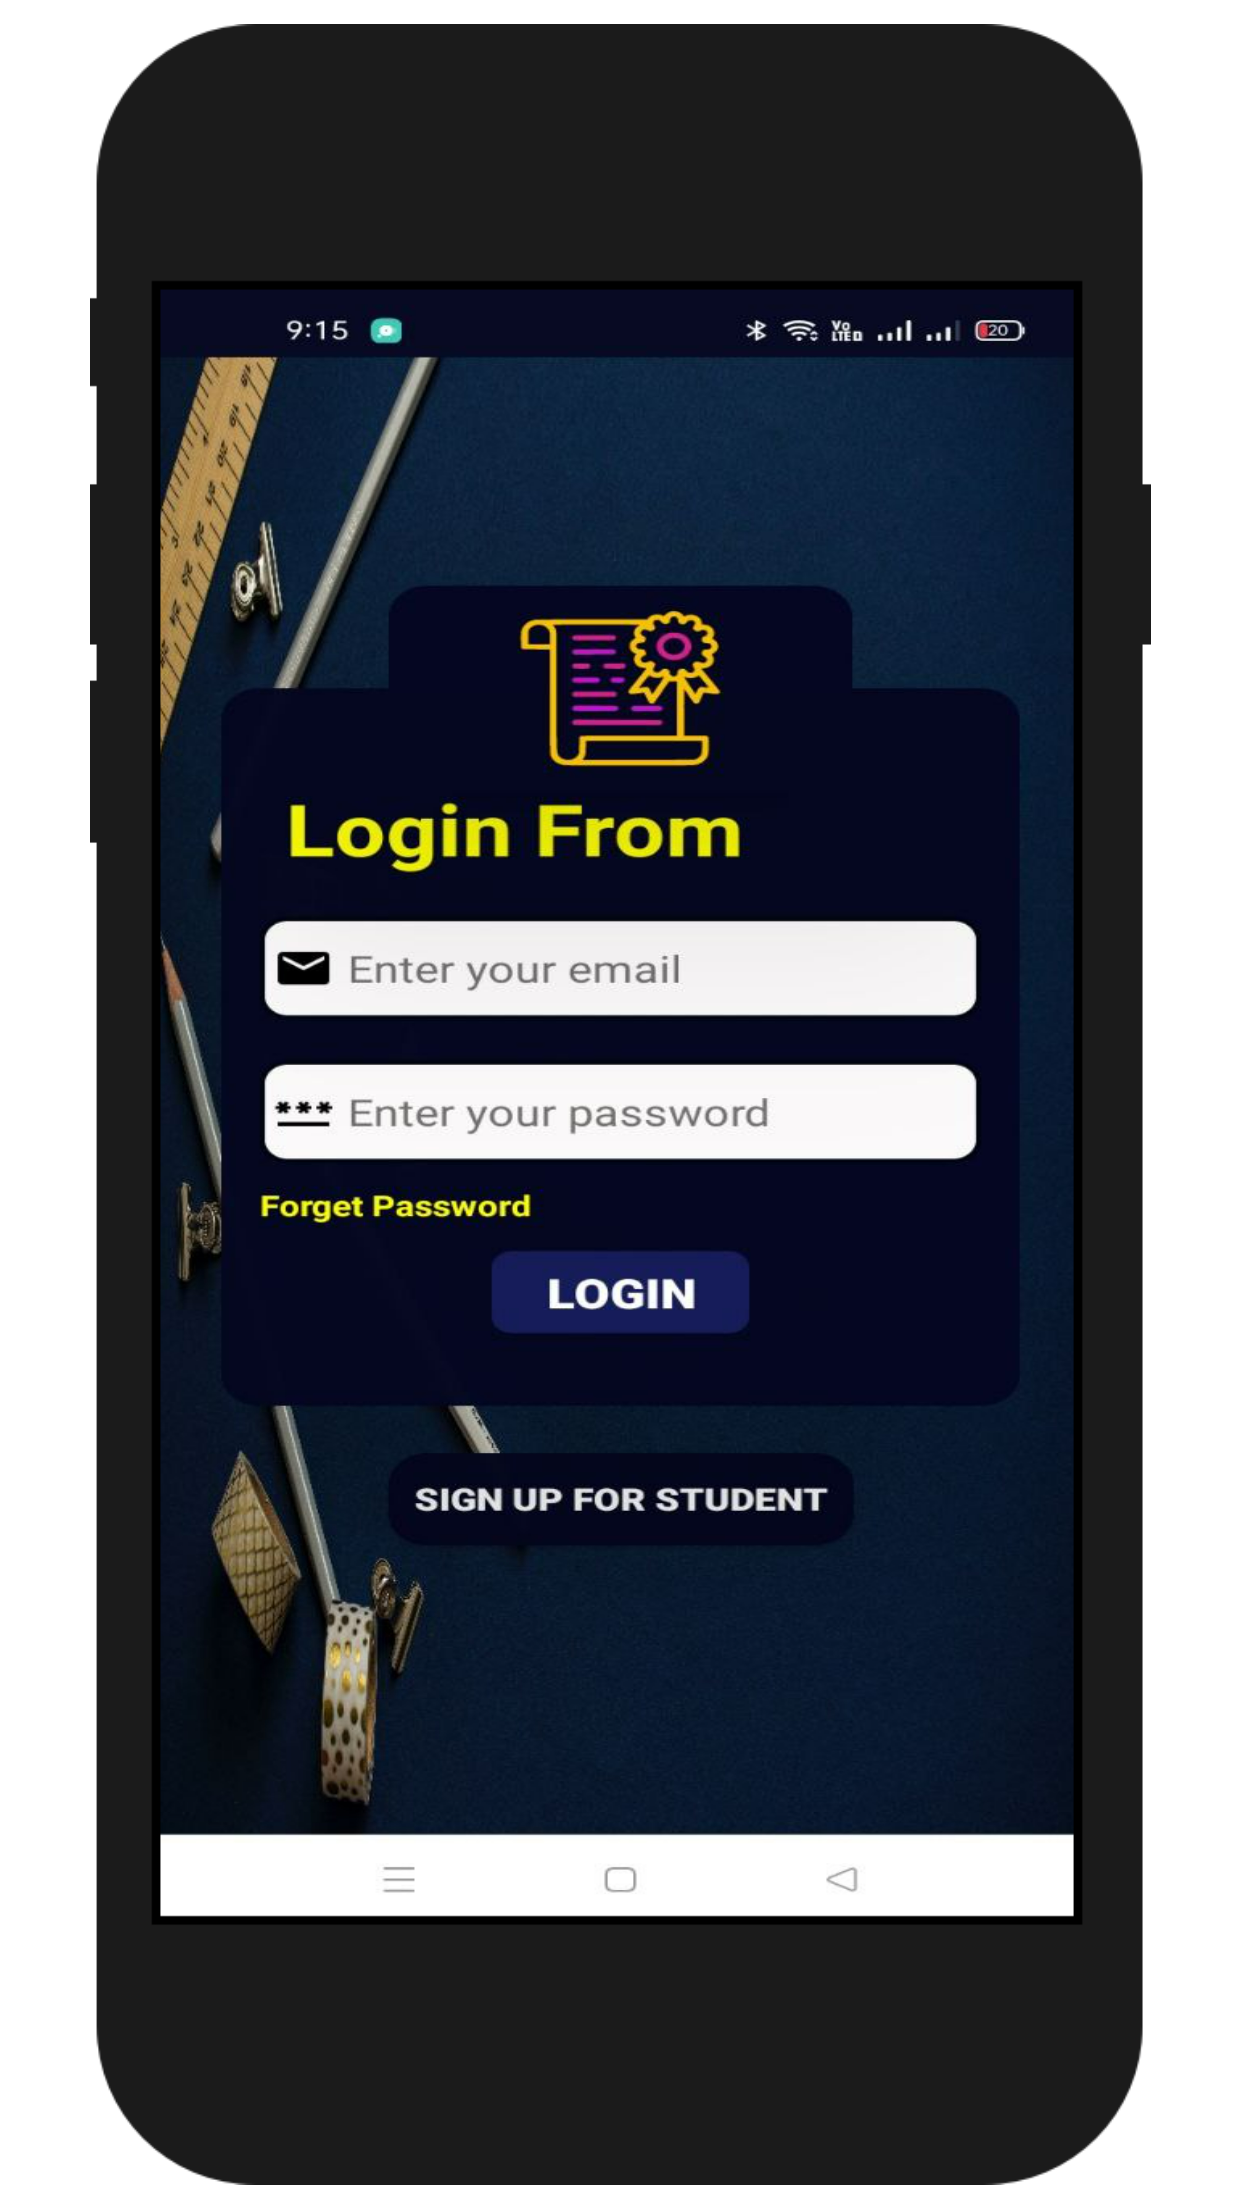 9:15 Vo LTE 20
Login From
Enter your email
*** Enter your password
Forget Password
LOGIN
SIGN UP FOR STUDENT